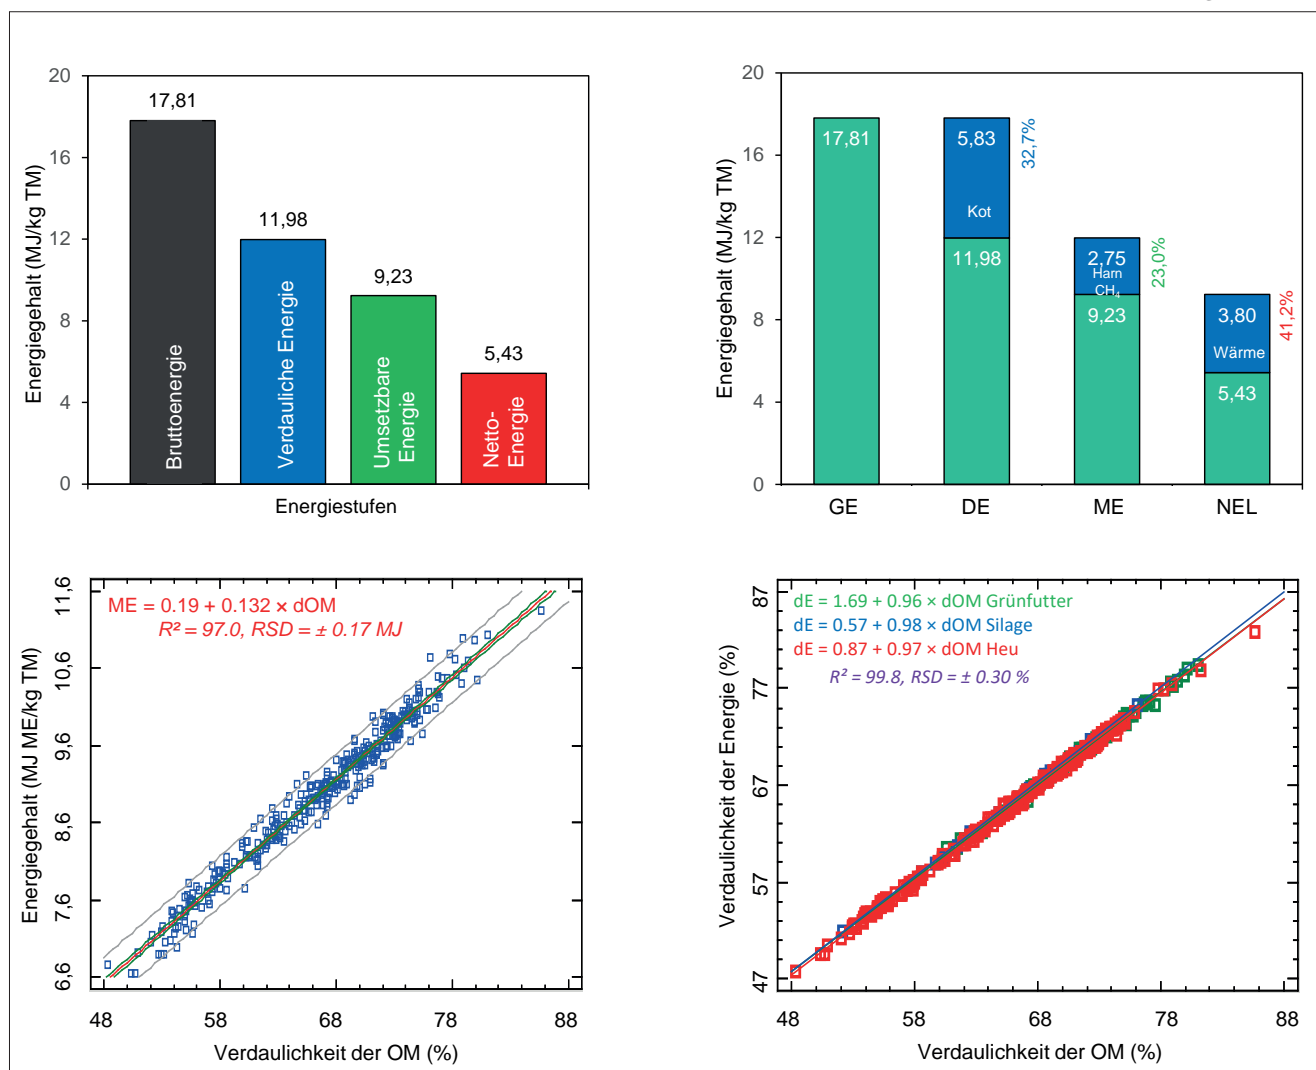 20
16
12
8
4
0
Energiegehalt (MJ/kg TM)
17,81
11,98
9,23
5,43
Bruttoenergie
Verdauliche Energie
Umsetzbare
Energie
Netto-
Energie
Energiestufen
20
16
12
8
4
0
Energiegehalt (MJ/kg TM)
17,81
5,83
Kot
11,98
32,7%
2,75
Harn
CH₄
9,23
23,0%
3,80
Wärme
5,43
41,2%
GE
DE
ME
NEL
ME = 0.19 + 0.132 × dOM
R² = 97.0, RSD = ± 0.17 MJ
11,6
10,6
9,6
8,6
7,6
6,6
Energiegehalt (MJ ME/kg TM)
48
58
68
78
88
Verdaulichkeit der OM (%)
dE = 1.69 + 0.96 × dOM Grünfutter
dE = 0.57 + 0.98 × dOM Silage
dE = 0.87 + 0.97 × dOM Heu
R² = 99.8, RSD = ± 0.30 %
87
77
67
57
47
Verdaulichkeit der Energie (%)
48
58
68
78
88
Verdaulichkeit der OM (%)